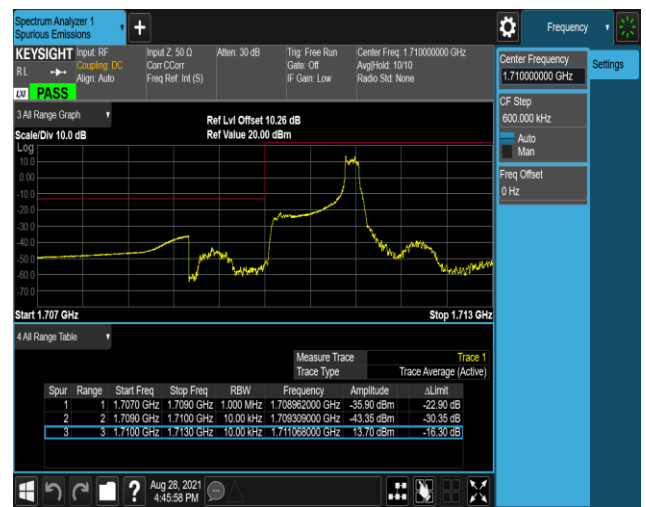 Spectrum Analyzer 1
Spurious Emissions
Frequency
KEYSIGHT Input: RF Input Z: 50 Ω Atten: 30 dB Trig: Free Run Center Freq: 1.710000000 GHz
RL Coupling: DC Corr CCorr Gate: Off Avg|Hold: 10/10
Align: Auto Freq Ref: Int (S) IF Gain: Low Radio Std: None
LXI PASS
Center Frequency
1.710000000 GHz
Settings
CF Step
600.000 kHz
Auto
Man
Freq Offset
0 Hz
3 All Range Graph
Ref Lvl Offset 10.26 dB
Scale/Div 10.0 dB Ref Value 20.00 dBm
Log
10.0
0.00
-10.0
-20.0
-30.0
-40.0
-50.0
-60.0
-70.0
Start 1.707 GHz Stop 1.713 GHz
4 All Range Table
Measure Trace Trace 1
Trace Type Trace Average (Active)
Spur Range Start Freq Stop Freq RBW Frequency Amplitude ΔLimit
1 1 1.7070 GHz 1.7090 GHz 1.000 MHz 1.708962000 GHz -35.90 dBm -22.90 dB
2 2 1.7090 GHz 1.7100 GHz 10.00 kHz 1.709309000 GHz -43.35 dBm -30.35 dB
3 3 1.7100 GHz 1.7130 GHz 10.00 kHz 1.711068000 GHz 13.70 dBm -16.30 dB
? Aug 28, 2021
4:45:58 PM